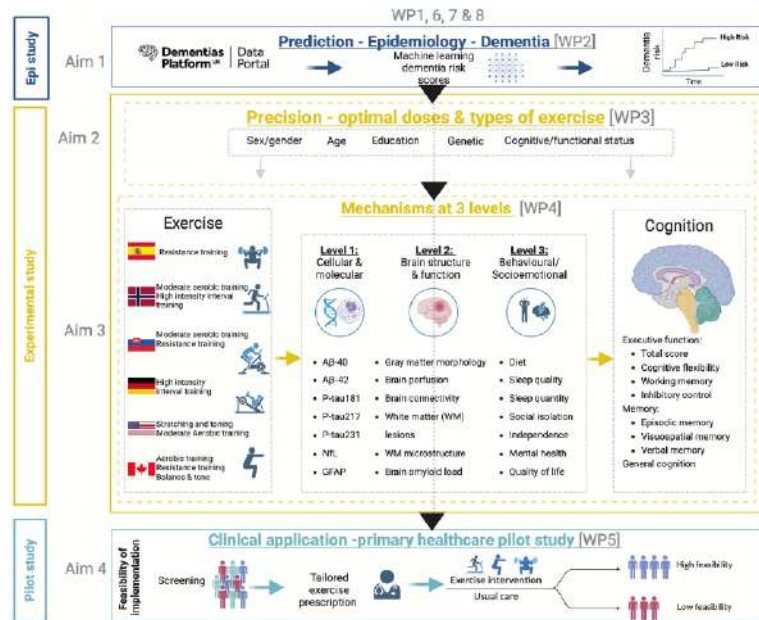 WP1, 6, 7 & 8
Epi study
Aim 1
Dementias
Platform UK
Data
Portal
Prediction - Epidemiology - Dementia [WP2]
Machine learning
dementia risk
scores
Dementia
risk
High Risk
Low Risk
Time
Experimental study
Aim 2
Precision - optimal doses & types of exercise [WP3]
Sex/gender
Age
Education
Genetic
Cognitive/functional status
Aim 3
Mechanisms at 3 levels [WP4]
Exercise
Resistance training
Moderate aerobic training
High intensity interval
training
Moderate aerobic training
Resistance training
High intensity
interval training
Stretching and toning
Moderate Aerobic training
Aerobic training
Resistance training
Balance & tone
Level 1:
Cellular &
molecular
• Aβ-40
• Aβ-42
• P-tau181
• P-tau217
• P-tau231
• NfL
• GFAP
Level 2:
Brain structure
& function
• Gray matter morphology
• Brain perfusion
• Brain connectivity
• White matter (WM)
lesions
• WM microstructure
• Brain amyloid load
Level 3:
Behavioural/
Socioemotional
• Diet
• Sleep quality
• Sleep quantity
• Social isolation
• Independence
• Mental health
• Quality of life
Cognition
Executive function:
• Total score
• Cognitive flexibility
• Working memory
• Inhibitory control
Memory:
• Episodic memory
• Visuospatial memory
• Verbal memory
General cognition
Pilot study
Aim 4
Clinical application -primary healthcare pilot study [WP5]
Feasibility of
implementation
Screening
Tailored
exercise
prescription
Exercise intervention
Usual care
High feasibility
Low feasibility